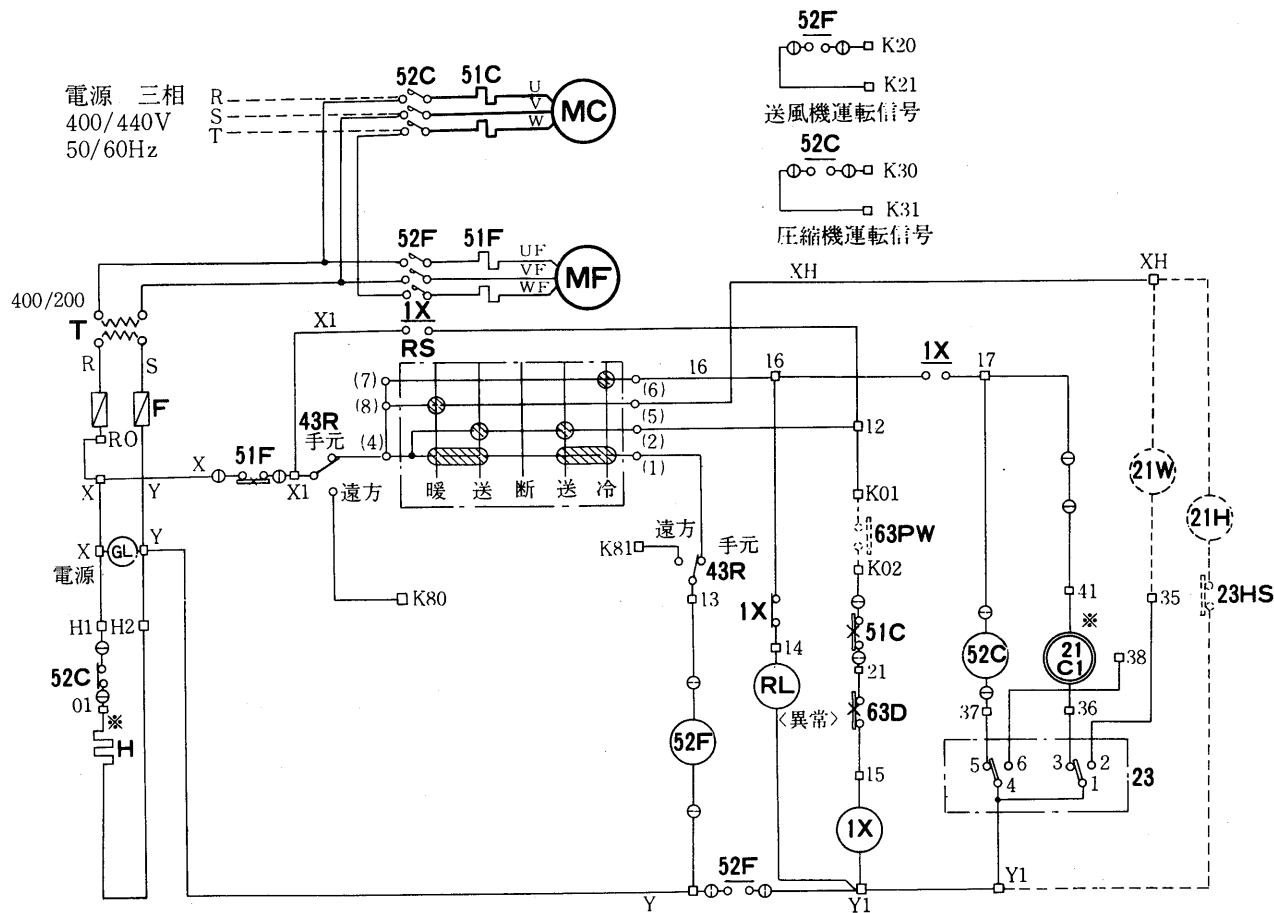 52F
K20
K21
送風機運転信号
52C
K30
K31
圧縮機運転信号
電源 三相
400/440V
50/60Hz
R
S
T
52C
51C
U
V
W
MC
52F
51F
UF
VF
WF
MF
400/200
T
R
S
F
RO
X
Y
X
51F
X1
X1
1X
RS
43R
手元
遠方
(7)
(8)
(4)
(6)
(5)
(2)
(1)
暖 送 断 送 冷
K80
XH
XH
16
16
1X
17
12
K01
63PW
K02
51C
21
63D
15
1X
遠方
手元
K81
43R
13
52F
1X
14
RL
〈異常〉
52C
37
41
※
21
C1
36
38
35
21W
21H
23HS
5
6
4
3
2
1
23
X
GL
Y
電源
H1
H2
52C
01
※
H
Y
52F
Y1
Y1